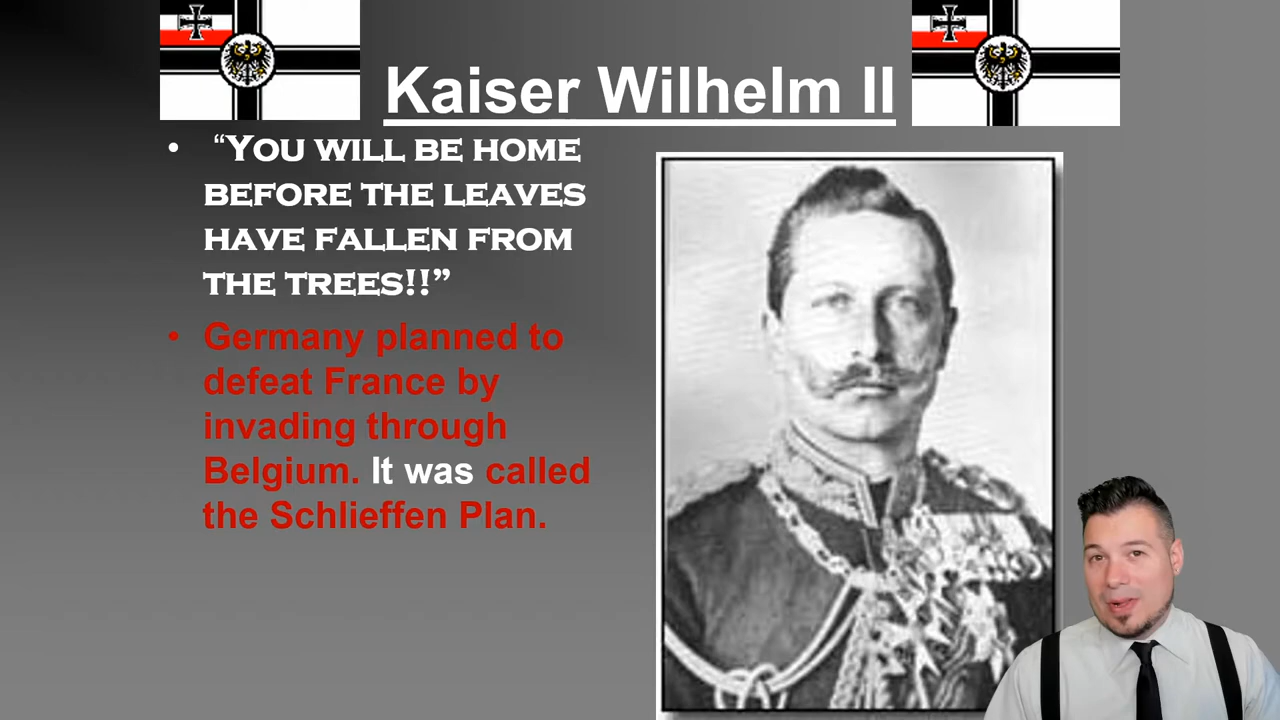 Kaiser Wilhelm II
• “YOU WILL BE HOME
BEFORE THE LEAVES
HAVE FALLEN FROM
THE TREES!!”
• Germany planned to
defeat France by
invading through
Belgium. It was called
the Schlieffen Plan.